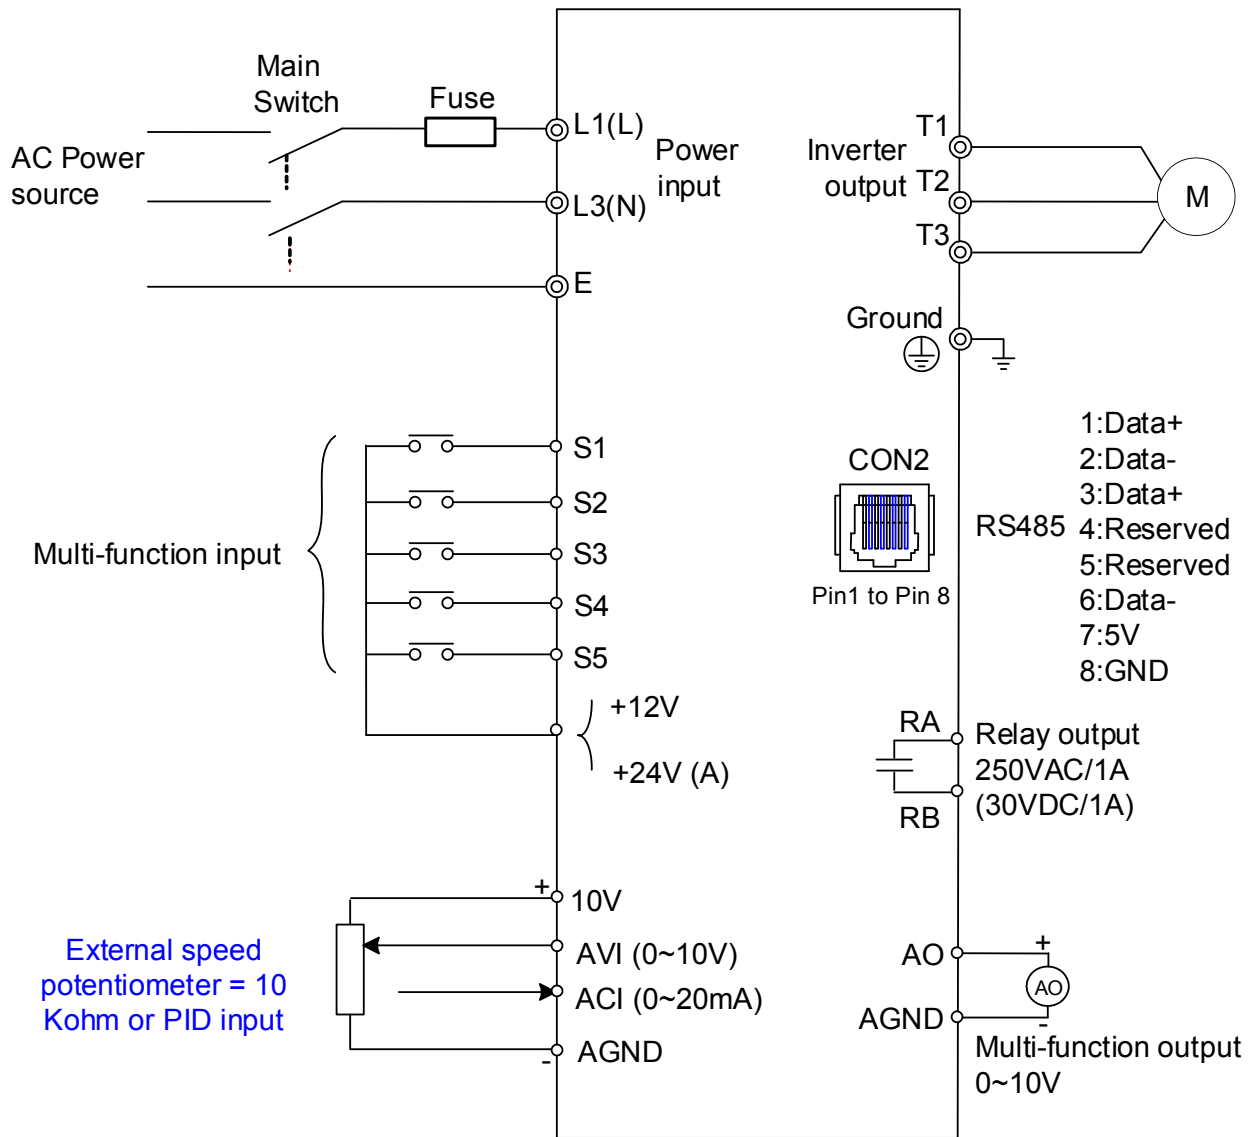 Main
Switch
Fuse
AC Power
source
L1(L)
L3(N)
E
Power
input
Inverter
output
T1
T2
T3
M
Ground
Multi-function input
S1
S2
S3
S4
S5
+12V
+24V (A)
CON2
Pin1 to Pin 8
RS485
1:Data+
2:Data-
3:Data+
4:Reserved
5:Reserved
6:Data-
7:5V
8:GND
RA
RB
Relay output
250VAC/1A
(30VDC/1A)
External speed
potentiometer = 10
Kohm or PID input
+
10V
AVI (0~10V)
ACI (0~20mA)
-
AGND
AO
AGND
+
AO
-
Multi-function output
0~10V